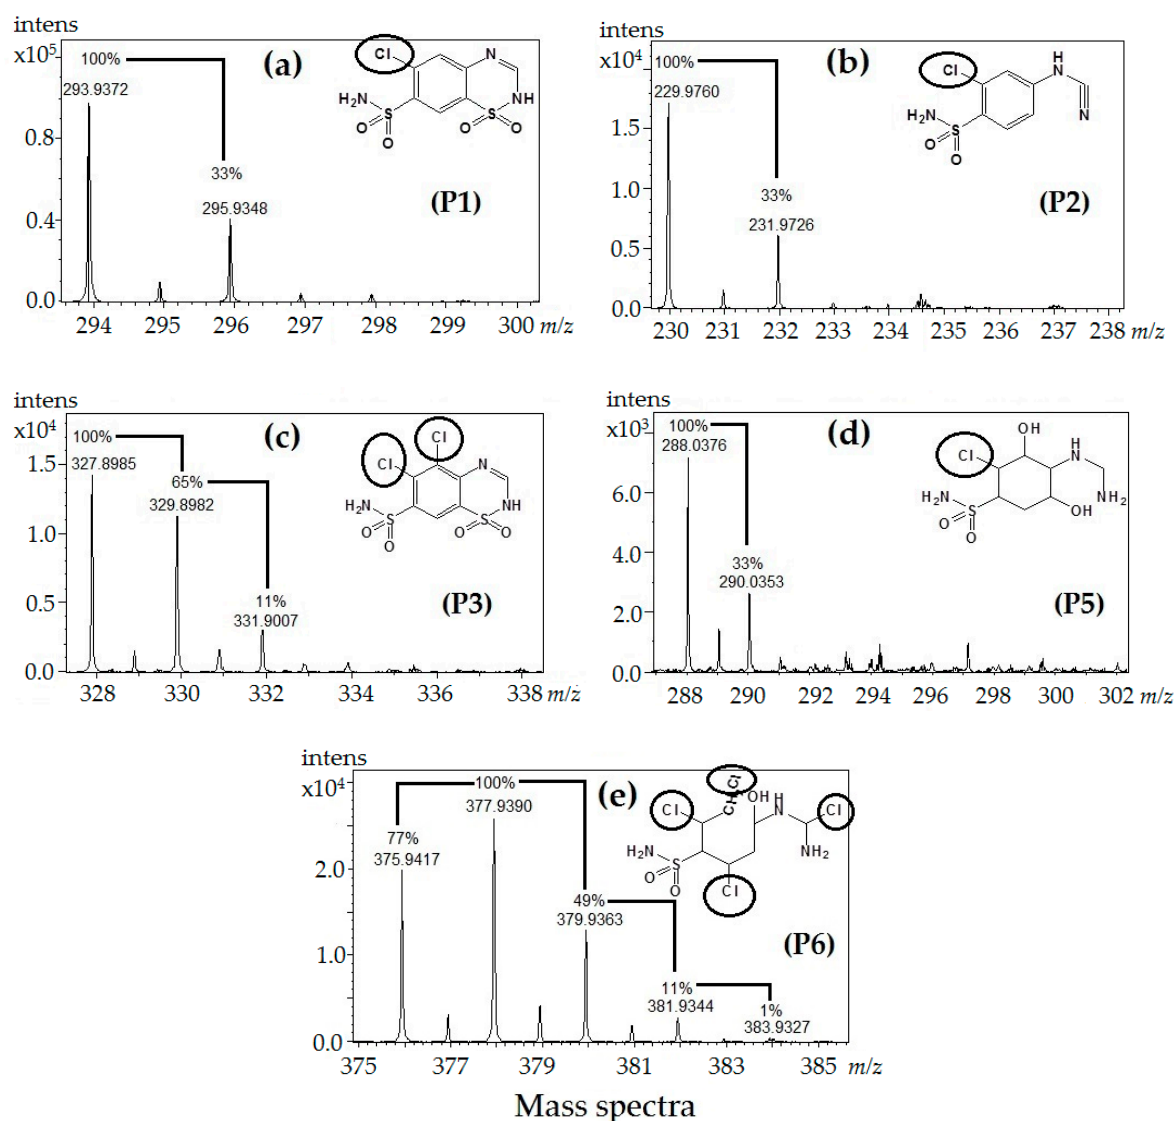 intens
x10⁵
0.8
0.4
0.0
100%
293.9372
33%
295.9348
(a)
Cl
N
NH
NH₂
S
O
O
S
O
O
(P1)
294 295 296 297 298 299 300 m/z
intens
x10⁴
1.5
1.0
0.5
0.0
100%
229.9760
33%
231.9726
(b)
H
N
Cl
N
NH₂
S
O
O
(P2)
230 231 232 233 234 235 236 237 238 m/z
intens
x10⁴
1.5
1.0
0.5
0.0
100%
327.8985
65%
329.8982
11%
331.9007
(c)
Cl
Cl
N
NH
NH₂
S
O
O
S
O
O
(P3)
328 330 332 334 336 338 m/z
intens
x10³
6.0
4.0
2.0
0.0
100%
288.0376
33%
290.0353
(d)
OH
H
N
Cl
NH₂
NH₂
S
OH
O
O
(P5)
288 290 292 294 296 298 300 302 m/z
intens
x10⁴
2.0
1.0
0.0
77%
375.9417
100%
377.9390
49%
379.9363
11%
381.9344
1%
383.9327
(e)
CH₂Cl
OH
H
N
Cl
Cl
NH₂
NH₂
S
O
O
Cl
(P6)
375 377 379 381 383 385 m/z
Mass spectra